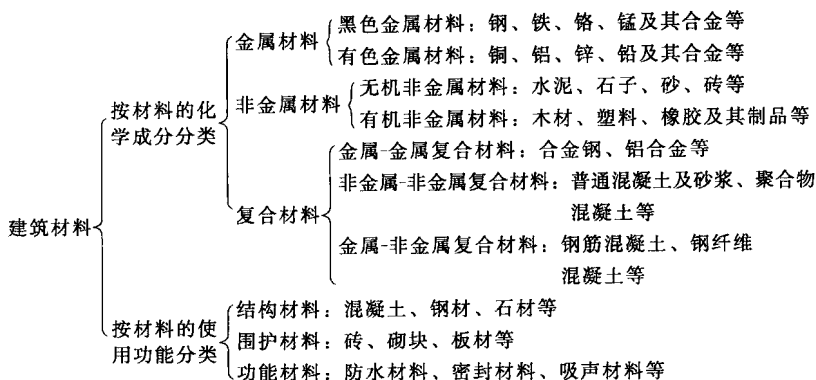 黑色金属材料：钢、铁、铬、锰及其合金等
金属材料
有色金属材料：铜、铝、锌、铅及其合金等
无机非金属材料：水泥、石子、砂、砖等
按材料的化
学成分分类
非金属材料
有机非金属材料：木材、塑料、橡胶及其制品等
金属-金属复合材料：合金钢、铝合金等
非金属-非金属复合材料：普通混凝土及砂浆、聚合物
混凝土等
复合材料
建筑材料
金属-非金属复合材料：钢筋混凝土、钢纤维
混凝土等
结构材料：混凝土、钢材、石材等
按材料的使
用功能分类
围护材料：砖、砌块、板材等
功能材料：防水材料、密封材料、吸声材料等